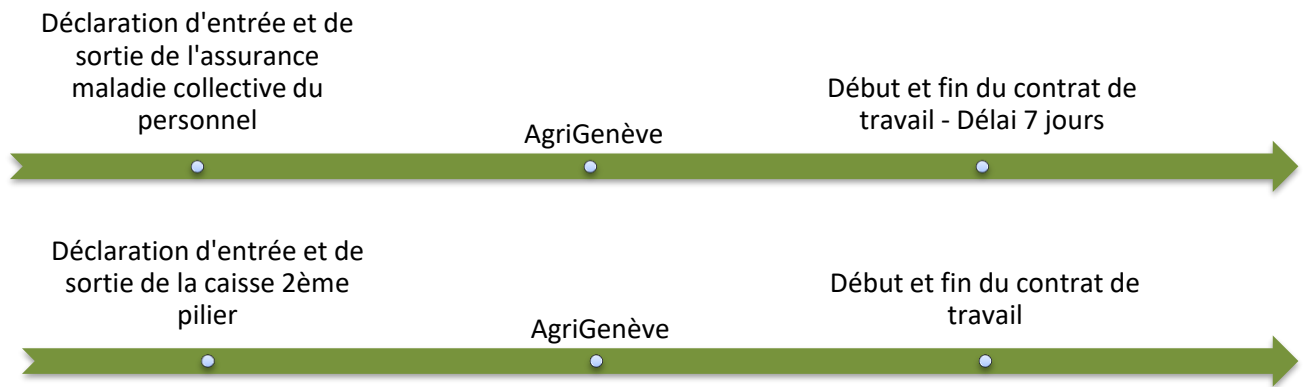 Déclaration d'entrée et de
sortie de l'assurance
maladie collective du
personnel
AgriGenève
Début et fin du contrat de
travail - Délai 7 jours
Déclaration d'entrée et de
sortie de la caisse 2ème
pilier
AgriGenève
Début et fin du contrat de
travail